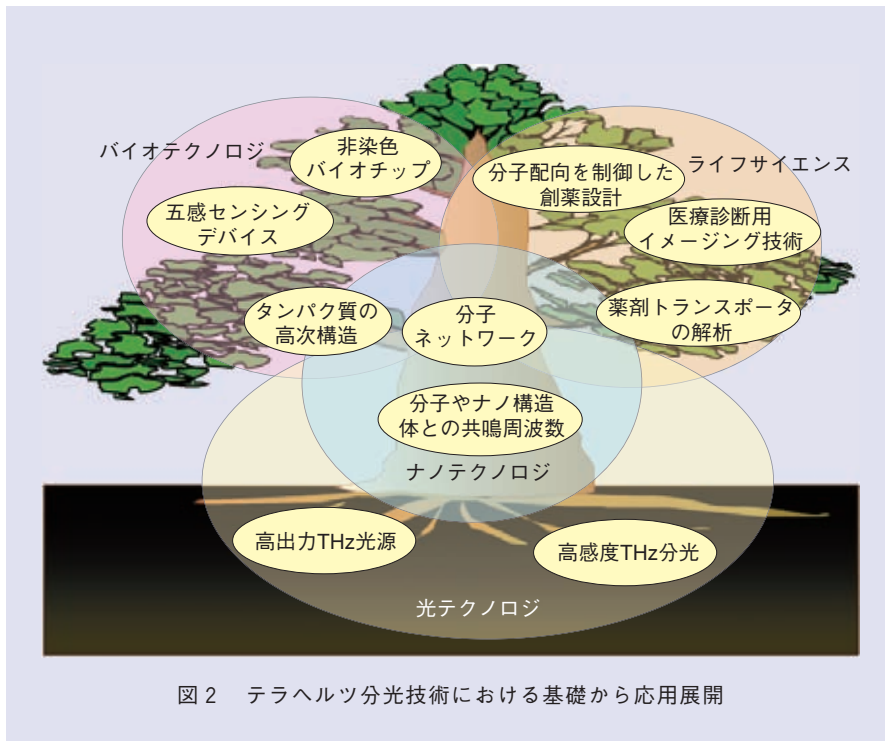 バイオテクノロジ
非染色
バイオチップ
五感センシング
デバイス
分子配向を制御した
創薬設計
ライフサイエンス
医療診断用
イメージング技術
タンパク質の
高次構造
分子
ネットワーク
薬剤トランスポータ
の解析
分子やナノ構造
体との共鳴周波数
ナノテクノロジ
高出力THz光源
高感度THz分光
光テクノロジ
図2 テラヘルツ分光技術における基礎から応用展開